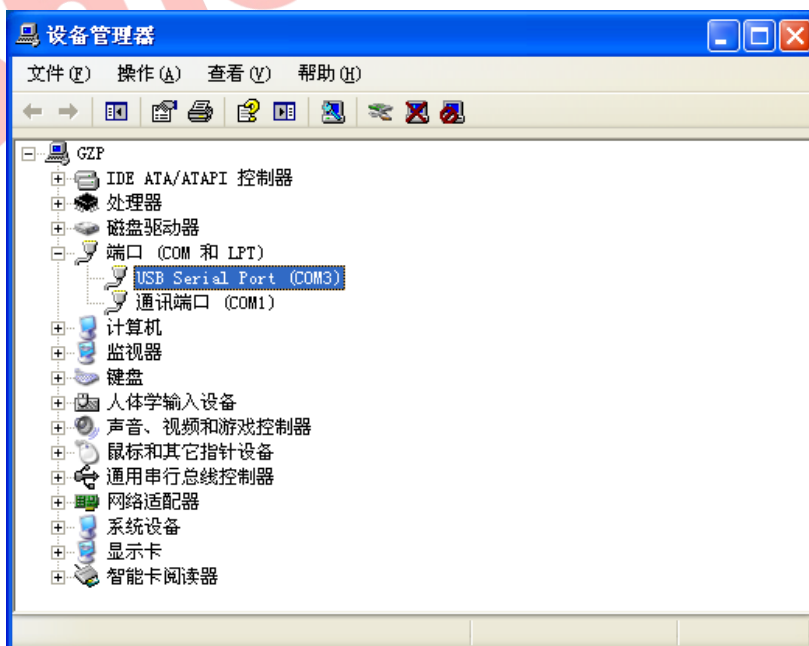 设备管理器
文件(F) 操作(A) 查看(V) 帮助(H)
GZP
IDE ATA/ATAPI 控制器
处理器
磁盘驱动器
端口 (COM 和 LPT)
USB Serial Port (COM3)
通讯端口 (COM1)
计算机
监视器
键盘
人体学输入设备
声音、视频和游戏控制器
鼠标和其它指针设备
通用串行总线控制器
网络适配器
系统设备
显示卡
智能卡阅读器